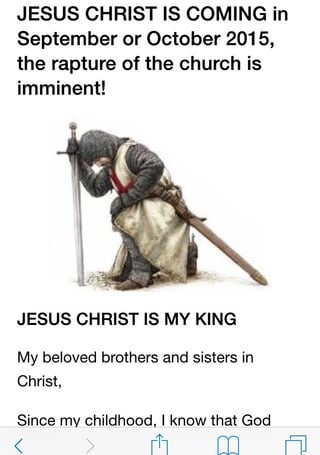 JESUS CHRIST IS COMING in
September or October 2015,
the rapture of the church is
imminent!
JESUS CHRIST IS MY KING
My beloved brothers and sisters in
Christ,
Since my childhood, I know that God